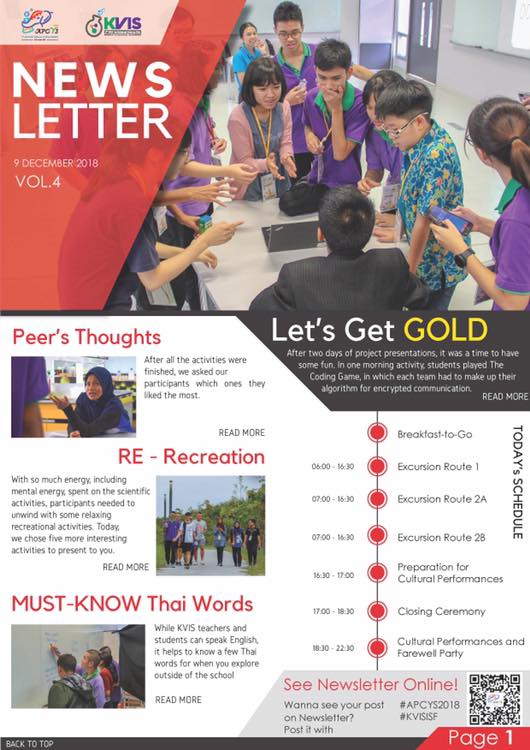 APCYS
KVIS
NEWS
LETTER
9 DECEMBER 2018
VOL.4
Let's Get GOLD
After two days of project presentations, it was a time to have
some fun. In one morning activity, students played The
Coding Game, in which each team had to make up their
algorithm for encrypted communication.
READ MORE
Peer's Thoughts
After all the activities were
finished, we asked our
participants which ones they
liked the most.
READ MORE
RE - Recreation
With so much energy, including
mental energy, spent on the scientific
activities, participants needed to
unwind with some relaxing
recreational activities. Today,
we chose five more interesting
activities to present to you.
READ MORE
MUST-KNOW Thai Words
While KVIS teachers and
students can speak English,
it helps to know a few Thai
words for when you explore
outside of the school
READ MORE
TODAY's SCHEDULE
Breakfast-to-Go
06:00 - 16:30 Excursion Route 1
07:00 - 16:30 Excursion Route 2A
07:00 - 16:30 Excursion Route 2B
16:30 - 17:00 Preparation for
Cultural Performances
17:00 - 18:30 Closing Ceremony
18:30 - 22:30 Cultural Performances and
Farewell Party
See Newsletter Online!
Wanna see your post
on Newsletter?
Post it with
#APCYS2018
#KVISISF
BACK TO TOP
Page 1